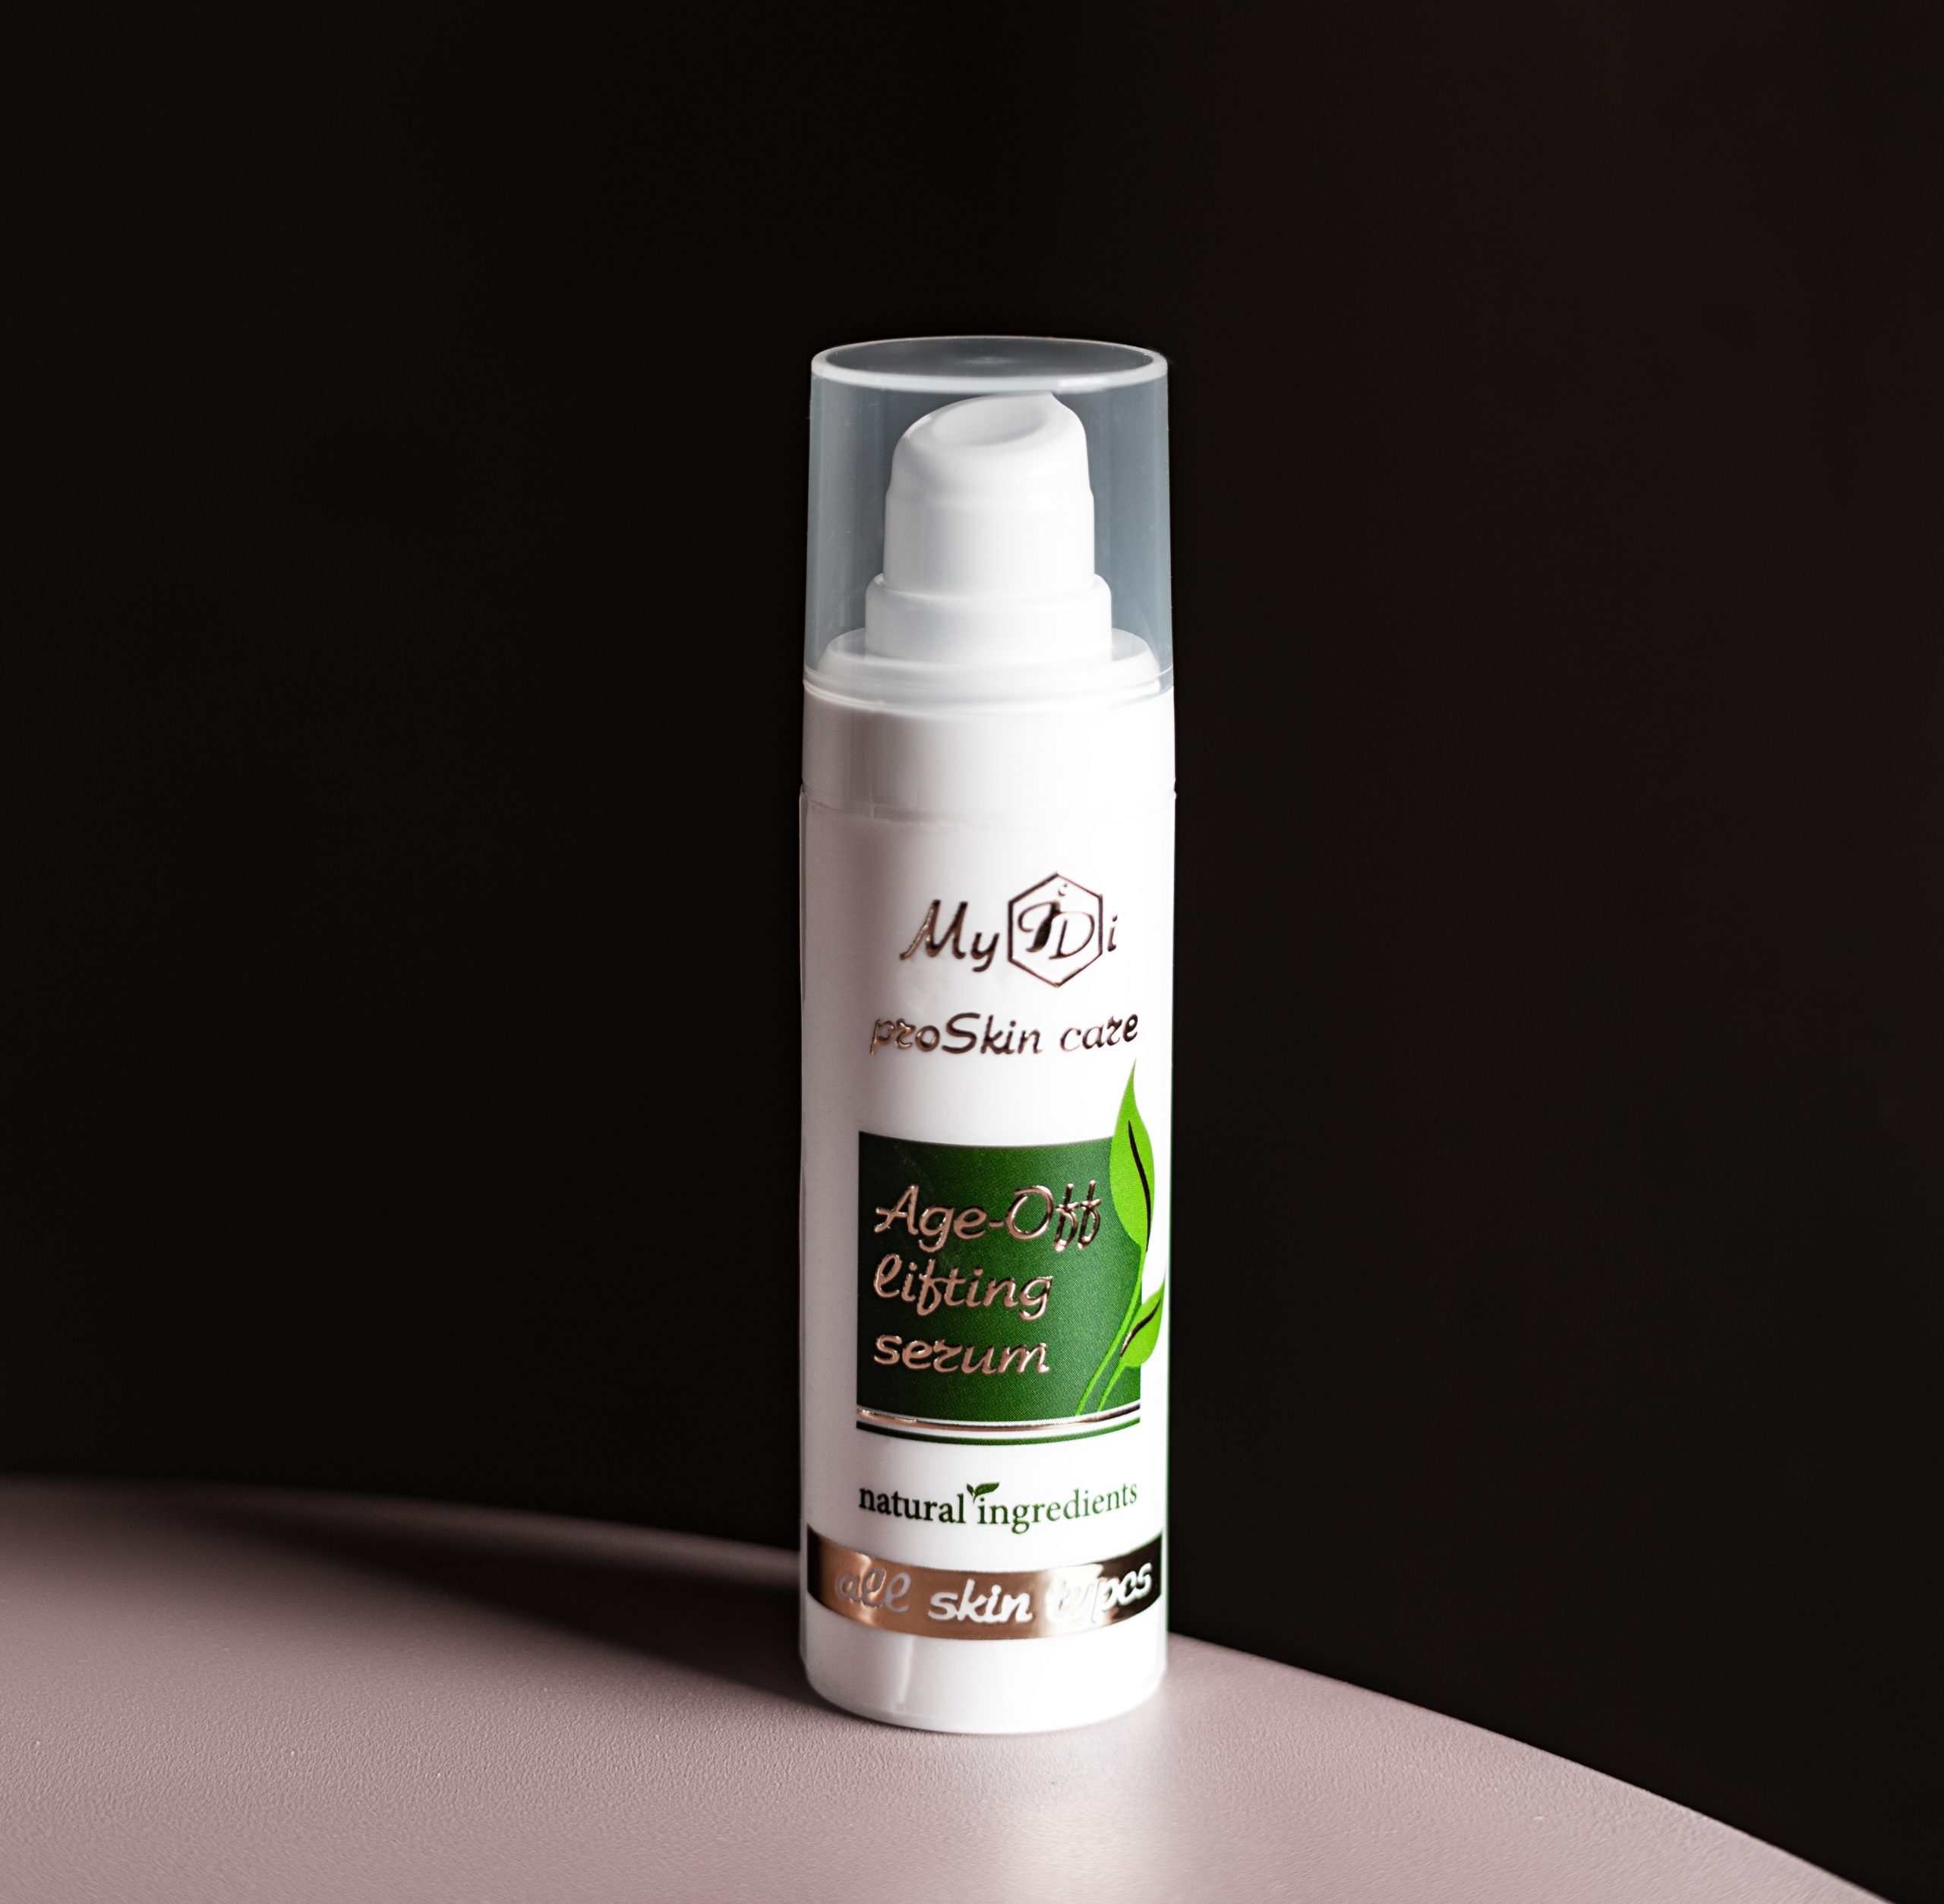 MyIDi
proSkin care
Age-Off
lifting
serum
natural ingredients
all skin types